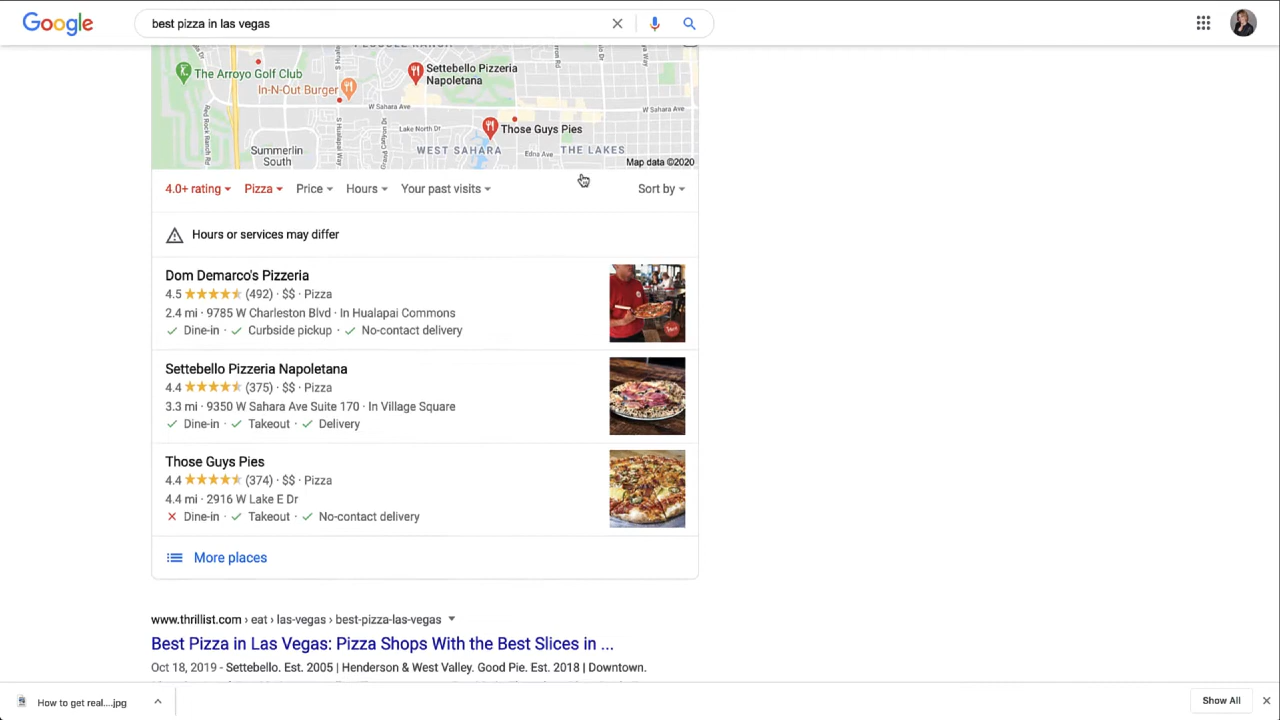 Google
best pizza in las vegas
The Arroyo Golf Club
In-N-Out Burger
Settebello Pizzeria
Napoletana
W Sahara Ave
W Sahara Ave
Lake North Dr
Those Guys Pies
Summerlin
South
WEST SAHARA
Edna Ave
THE LAKES
Map data ©2020
4.0+ rating Pizza Price Hours Your past visits Sort by
Hours or services may differ
Dom Demarco's Pizzeria
4.5 (492) · $$ · Pizza
2.4 mi · 9785 W Charleston Blvd · In Hualapai Commons
Dine-in · Curbside pickup · No-contact delivery
Settebello Pizzeria Napoletana
4.4 (375) · $$ · Pizza
3.3 mi · 9350 W Sahara Ave Suite 170 · In Village Square
Dine-in · Takeout · Delivery
Those Guys Pies
4.4 (374) · $$ · Pizza
4.4 mi · 2916 W Lake E Dr
Dine-in · Takeout · No-contact delivery
More places
www.thrillist.com › eat › las-vegas › best-pizza-las-vegas
Best Pizza in Las Vegas: Pizza Shops With the Best Slices in ...
Oct 18, 2019 - Settebello. Est. 2005 | Henderson & West Valley. Good Pie. Est. 2018 | Downtown.
How to get real....jpg
Show All